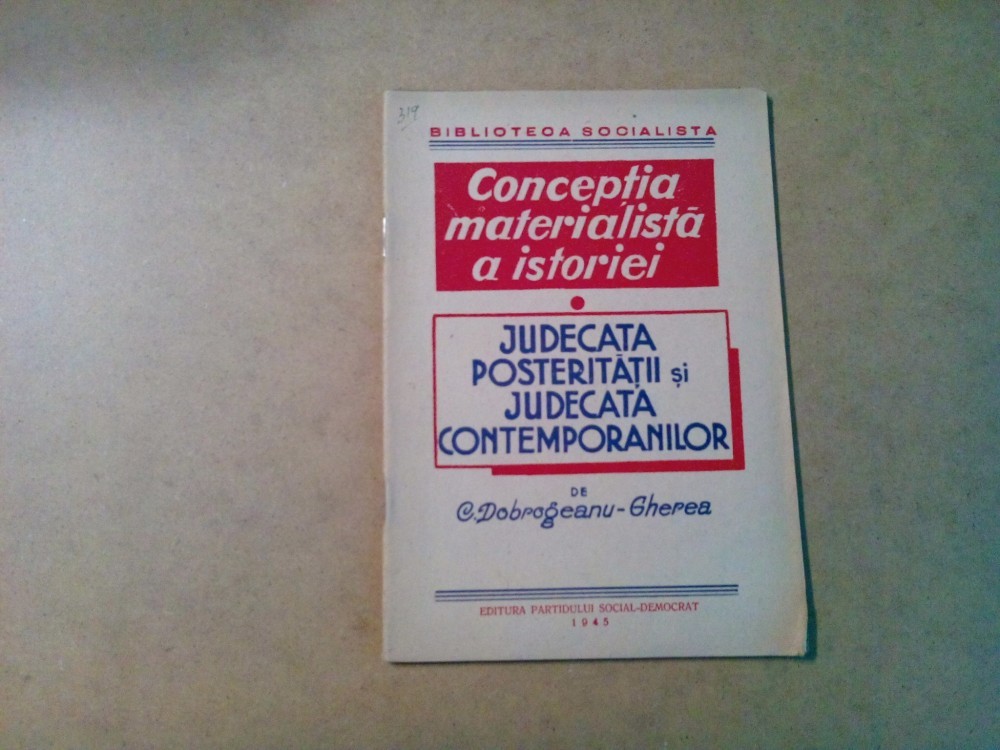 319
BIBLIOTECA SOCIALISTA
Concepția
materialistă
a istoriei
JUDECATA
POSTERITĂȚII și
JUDECATA
CONTEMPORANILOR
DE
C. Dobrogeanu-Gherea
EDITURA PARTIDULUI SOCIAL-DEMOCRAT
1945